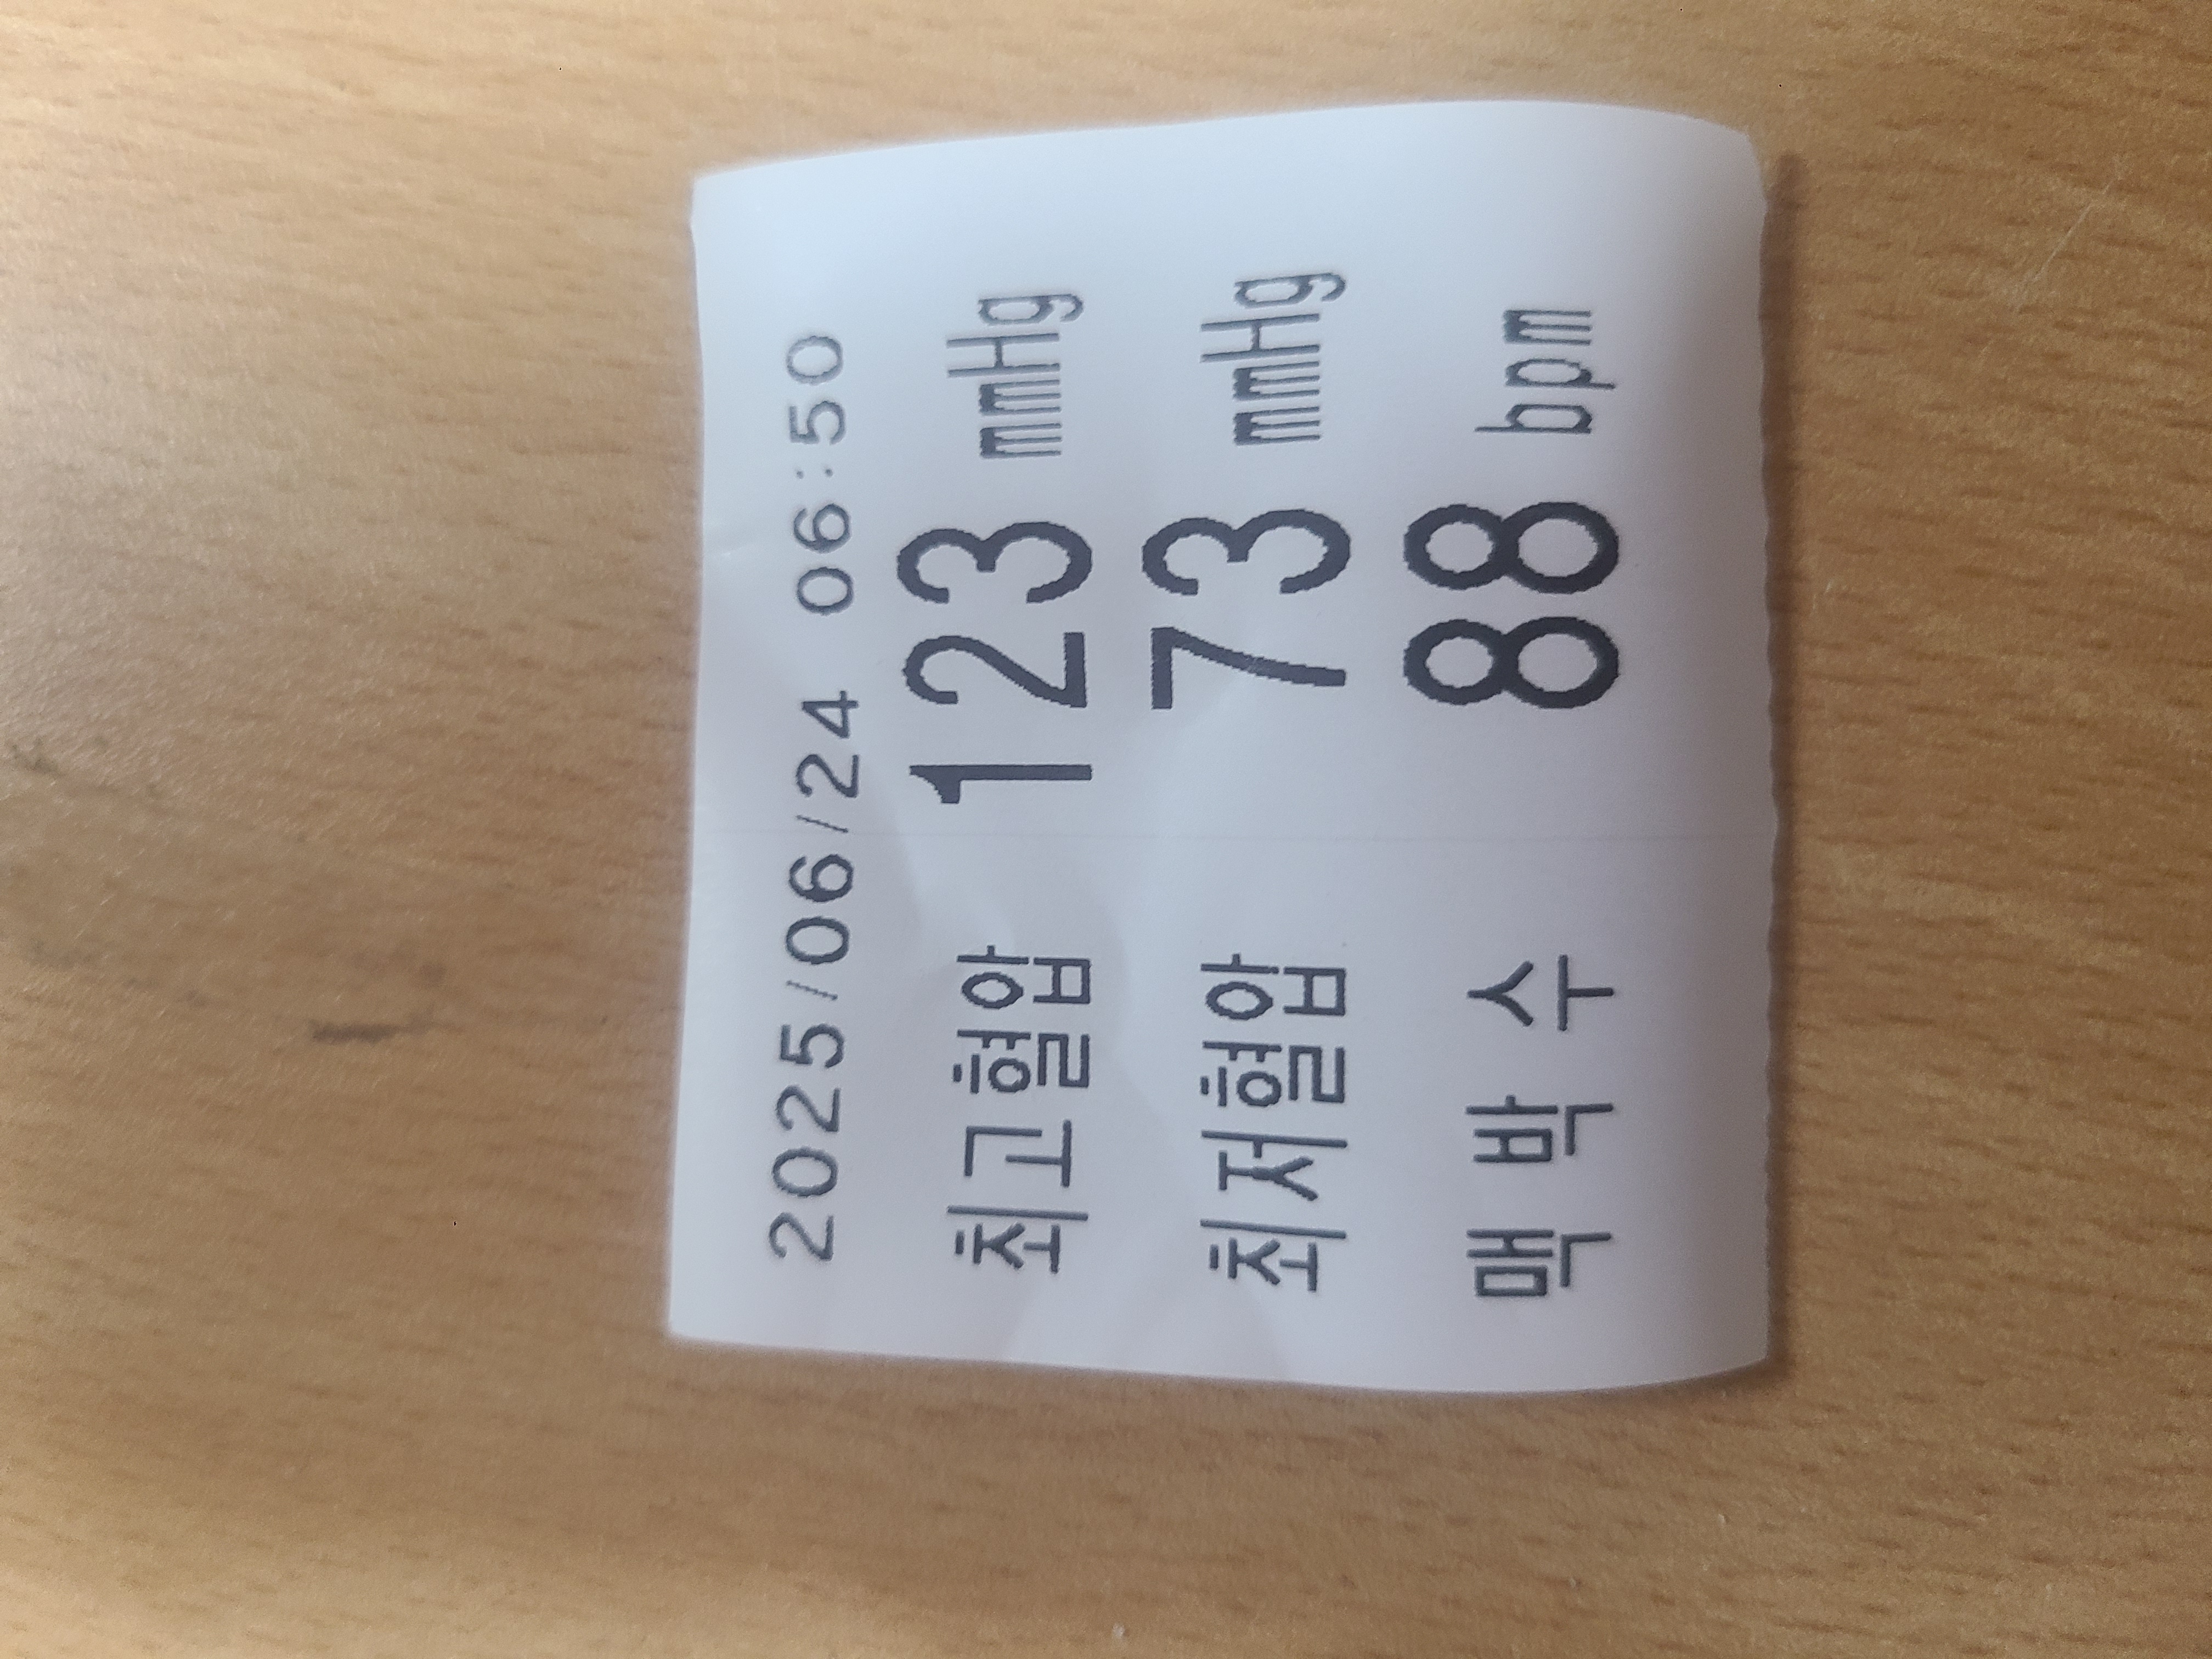 2025/06/24 06:50
최고혈압 123 mmHg
최저혈압 73 mmHg
맥 박 수 88 bpm